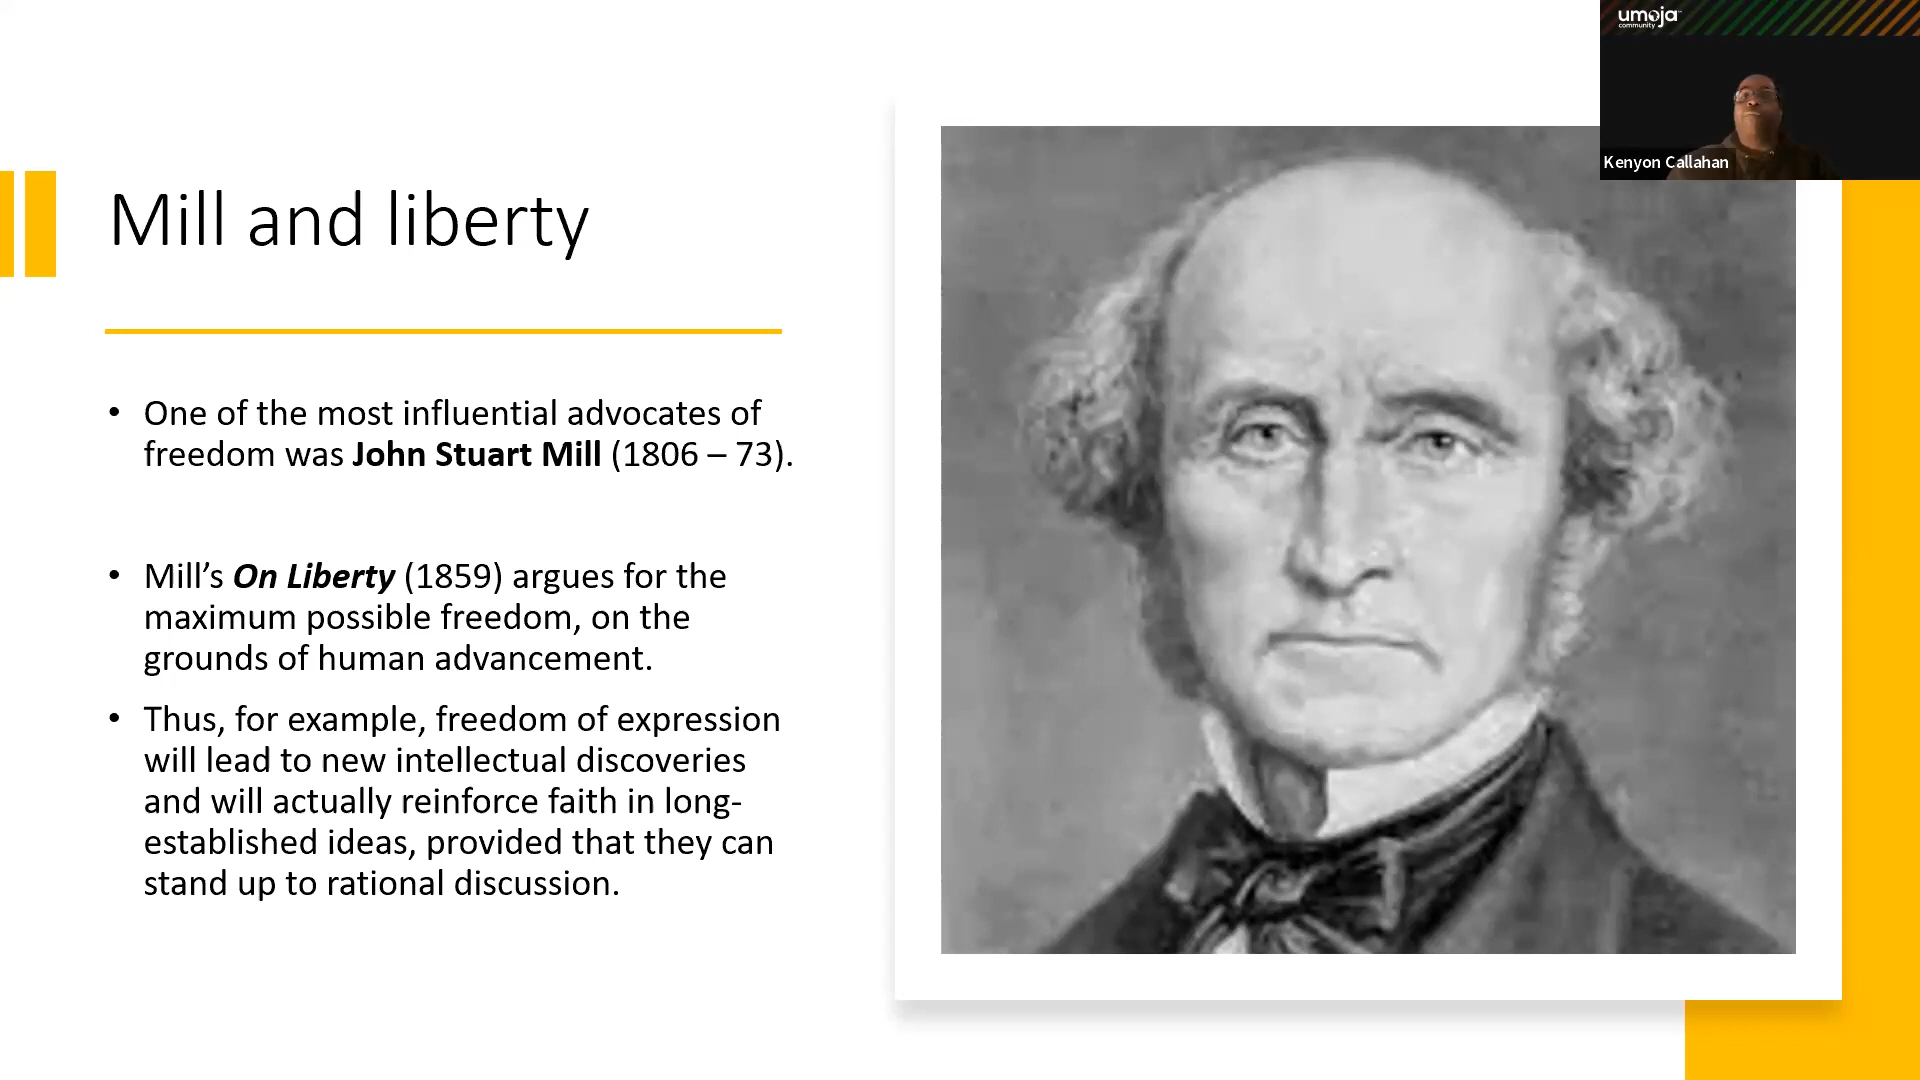 umoja
community
Kenyon Callahan
Mill and liberty
• One of the most influential advocates of
freedom was John Stuart Mill (1806 – 73).
• Mill’s On Liberty (1859) argues for the
maximum possible freedom, on the
grounds of human advancement.
• Thus, for example, freedom of expression
will lead to new intellectual discoveries
and will actually reinforce faith in long-
established ideas, provided that they can
stand up to rational discussion.